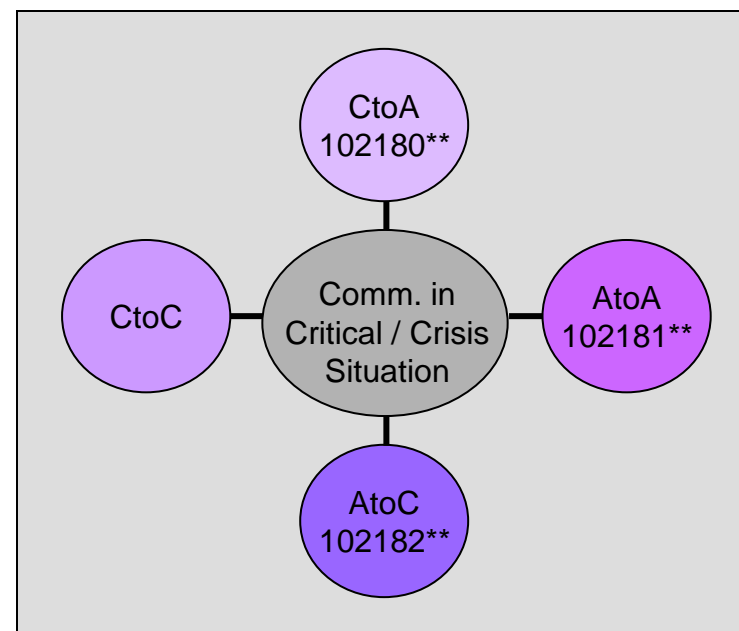 CtoA
102180**
CtoC
Comm. in
Critical / Crisis
Situation
AtoA
102181**
AtoC
102182**